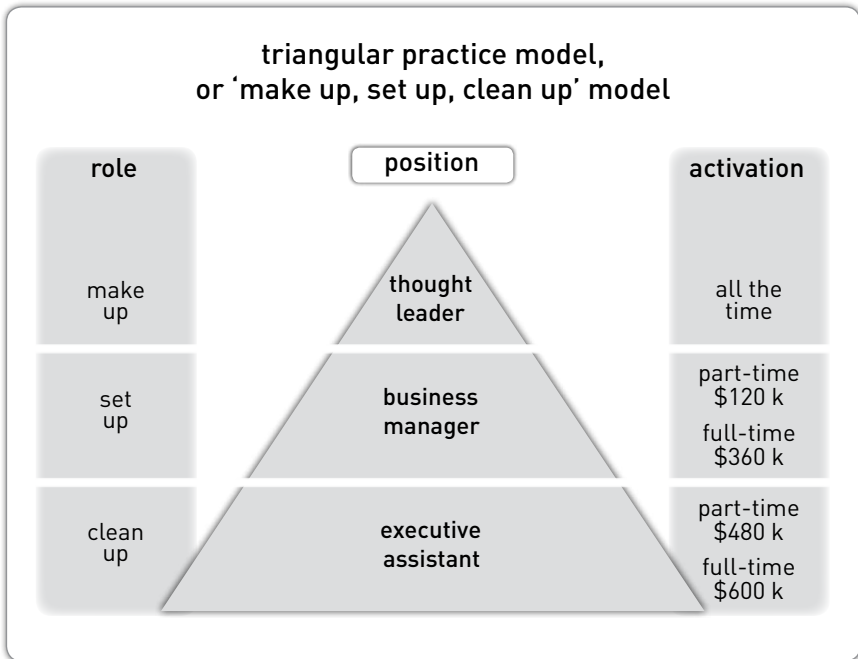 triangular practice model,
or ‘make up, set up, clean up’ model
role
position
activation
make
up
thought
leader
all the
time
set
up
business
manager
part-time
$120 k
full-time
$360 k
clean
up
executive
assistant
part-time
$480 k
full-time
$600 k